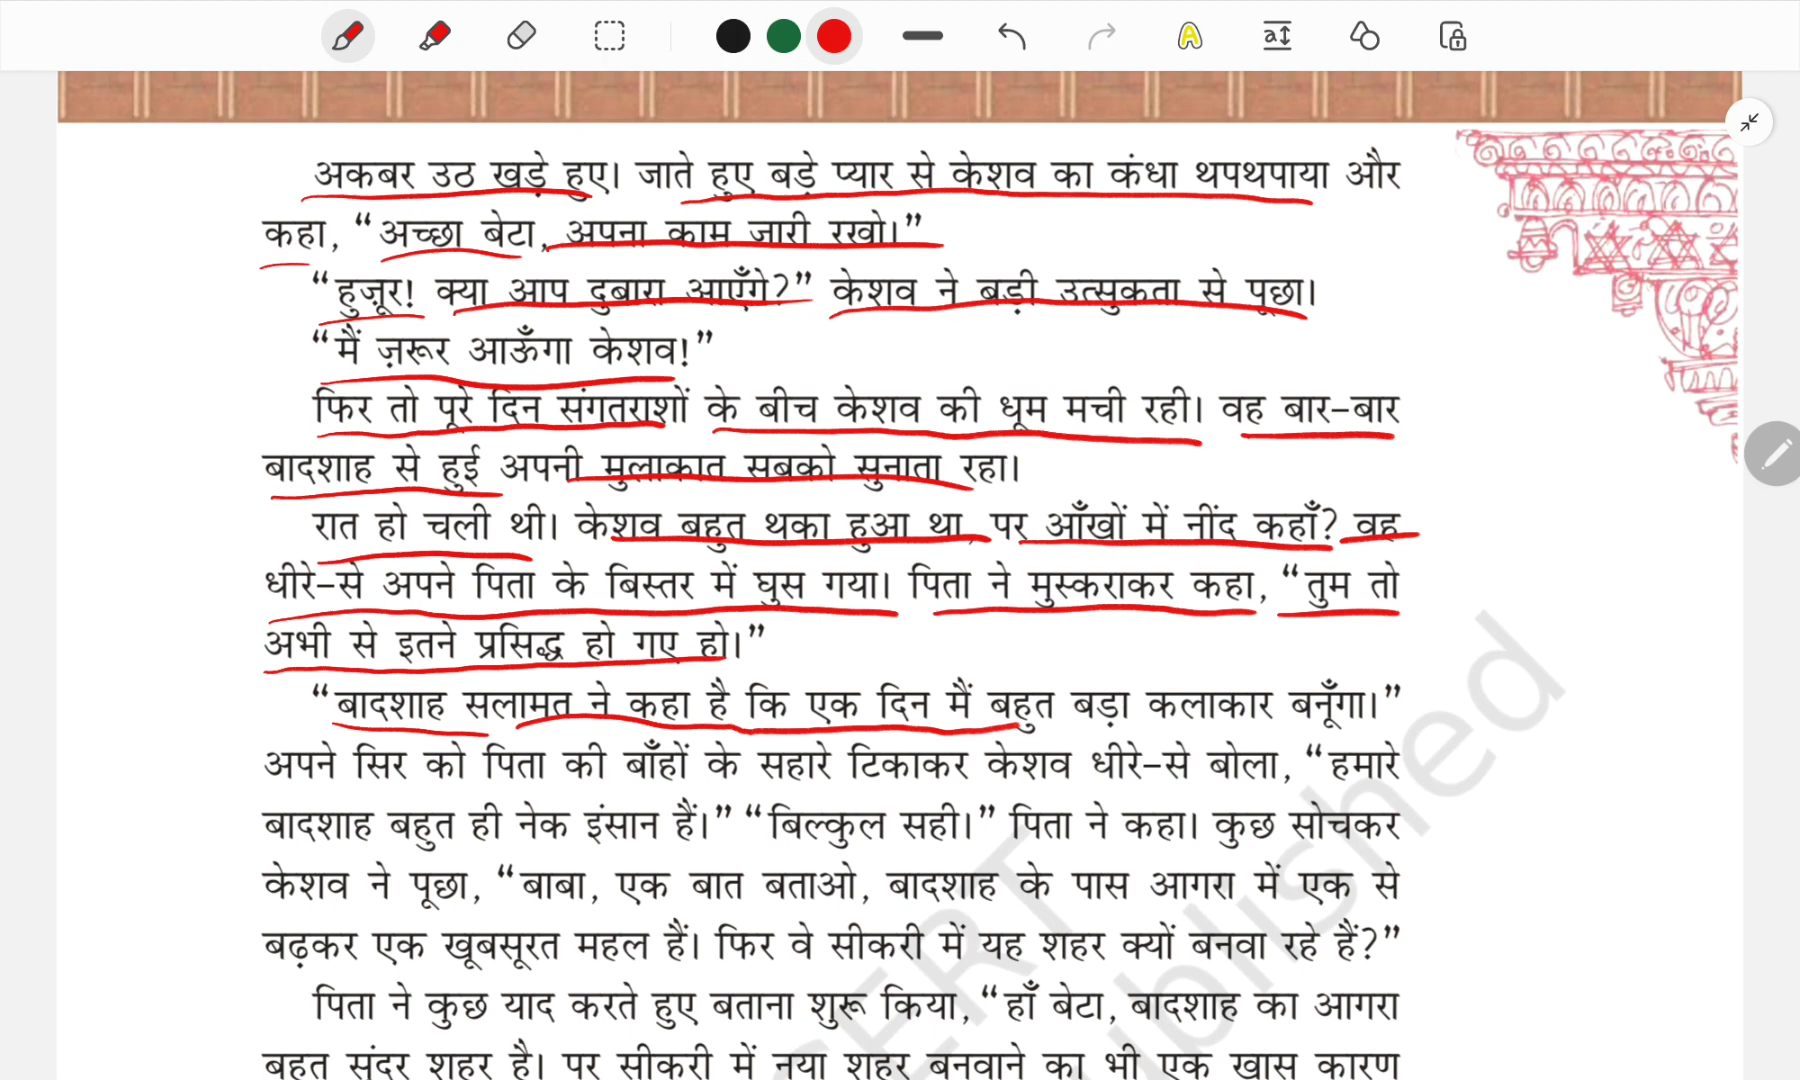 अकबर उठ खड़े हुए। जाते हुए बड़े प्यार से केशव का कंधा थपथपाया और
कहा, “अच्छा बेटा, अपना काम जारी रखो।”
“हुज़ूर! क्या आप दुबारा आएँगे?” केशव ने बड़ी उत्सुकता से पूछा।
“मैं ज़रूर आऊँगा केशव!”
फिर तो पूरे दिन संगतराशों के बीच केशव की धूम मची रही। वह बार-बार
बादशाह से हुई अपनी मुलाकात सबको सुनाता रहा।
रात हो चली थी। केशव बहुत थका हुआ था, पर आँखों में नींद कहाँ? वह
धीरे-से अपने पिता के बिस्तर में घुस गया। पिता ने मुस्कराकर कहा, “तुम तो
अभी से इतने प्रसिद्ध हो गए हो।”
“बादशाह सलामत ने कहा है कि एक दिन मैं बहुत बड़ा कलाकार बनूँगा।”
अपने सिर को पिता की बाँहों के सहारे टिकाकर केशव धीरे-से बोला, “हमारे
बादशाह बहुत ही नेक इंसान हैं।” “बिल्कुल सही।” पिता ने कहा। कुछ सोचकर
केशव ने पूछा, “बाबा, एक बात बताओ, बादशाह के पास आगरा में एक से
बढ़कर एक खूबसूरत महल हैं। फिर वे सीकरी में यह शहर क्यों बनवा रहे हैं?”
पिता ने कुछ याद करते हुए बताना शुरू किया, “हाँ बेटा, बादशाह का आगरा
बहुत सुंदर शहर है। पर सीकरी में नया शहर बनवाने का भी एक खास कारण